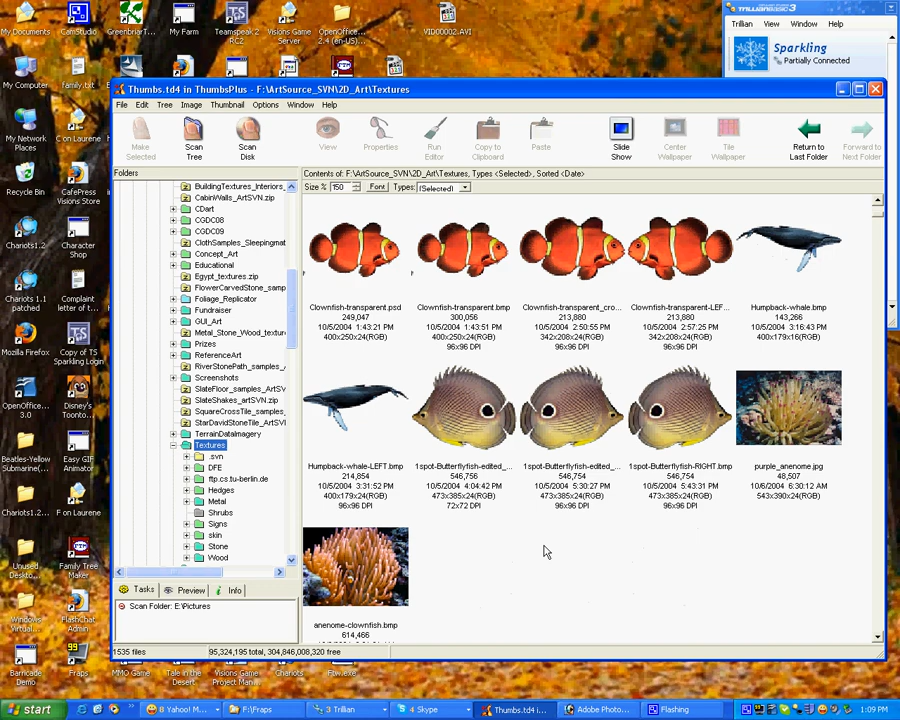 My Documents
CamStudio
GreenbriarT...
My Farm
Teamspeak 2 RC2
Visions Game Server
OpenOffice... 2.4 (en-US)...
VID00002.AVI
My Computer
family.txt
My Network Places
C on Laurene
Recycle Bin
CafePress Visions Store
Chariots1.2
Character Shop
Chariots 1.1 patched
Complaint letter of t...
Mozilla Firefox
Copy of TS Sparkling Login
OpenOffice... 3.0
Disney's Toonto...
Beatles-Yellow Submarine(...
Easy GIF Animator
Chariots1.2...
F on Laurene
Unused Deskto...
Family Tree Maker
Windows Virtual...
FlashChat Admin
Barricade Demo
Fraps
MMO Game
Tale in the Desert
Visions Game Project Man...
Chariots
Trillian View Window Help
Sparkling
Partially Connected
Thumbs.td4 in ThumbsPlus - F:\ArtSource_SVN\2D_Art\Textures
File Edit Tree Image Thumbnail Options Window Help
Make Selected
Scan Tree
Scan Disk
View
Properties
Run Editor
Copy to Clipboard
Paste
Slide Show
Center Wallpaper
Tile Wallpaper
Return to Last Folder
Forward to Next Folder
Folders
Contents of: F:\ArtSource_SVN\2D_Art\Textures, Types <Selected>, Sorted <Date>
Size % 150 Font Types: (Selected)
BuildingTextures_Interiors_
CabinWalls_ArtSVN.zip
CDart
CGDC08
CGDC09
ClothSamples_Sleepingmat
Concept_Art
Educational
Egypt_textures.zip
FlowerCarvedStone_samp
Foliage_Replicator
Fundraiser
GUI_Art
Metal_Stone_Wood_texture
Prizes
ReferenceArt
RiverStonePath_samples_
Screenshots
SlateFloor_samples_ArtSV
SlateShakes_artSVN.zip
SquareCrossTile_samples_
StarDavidStoneTile_ArtSV
TerrainDataImagery
Textures
.svn
DFE
ftp.cs.tu-berlin.de
Hedges
Metal
Shrubs
Signs
skin
Stone
Wood
Clownfish-transparent.psd
249,047
10/5/2004 1:43:21 PM
400x250x24(RGB)
96x96 DPI
Clownfish-transparent.bmp
300,056
10/5/2004 1:43:51 PM
400x250x24(RGB)
96x96 DPI
Clownfish-transparent_cro...
213,880
10/5/2004 2:50:55 PM
342x208x24(RGB)
96x96 DPI
Clownfish-transparent-LEF...
213,880
10/5/2004 2:57:25 PM
342x208x24(RGB)
96x96 DPI
Humpback-whale.bmp
143,266
10/5/2004 3:16:43 PM
400x179x16(RGB)
Humpback-whale-LEFT.bmp
214,854
10/5/2004 3:31:52 PM
400x179x24(RGB)
96x96 DPI
1spot-Butterflyfish-edited_...
546,756
10/5/2004 4:04:42 PM
473x385x24(RGB)
72x72 DPI
1spot-Butterflyfish-edited_...
546,754
10/5/2004 5:30:27 PM
473x385x24(RGB)
96x96 DPI
1spot-Butterflyfish-RIGHT.bmp
546,754
10/5/2004 5:43:31 PM
473x385x24(RGB)
96x96 DPI
purple_anenome.jpg
48,507
10/6/2004 6:30:12 AM
543x390x24(RGB)
anenome-clownfish.bmp
614,466
Tasks Preview Info
Scan Folder: E:\Pictures
1535 files
95,324,195 total, 304,846,008,320 free
start
8 Yahoo! M...
F:\Fraps
3 Trillian
4 Skype
Thumbs.td4 i...
Adobe Photo...
Flashing
1:09 PM